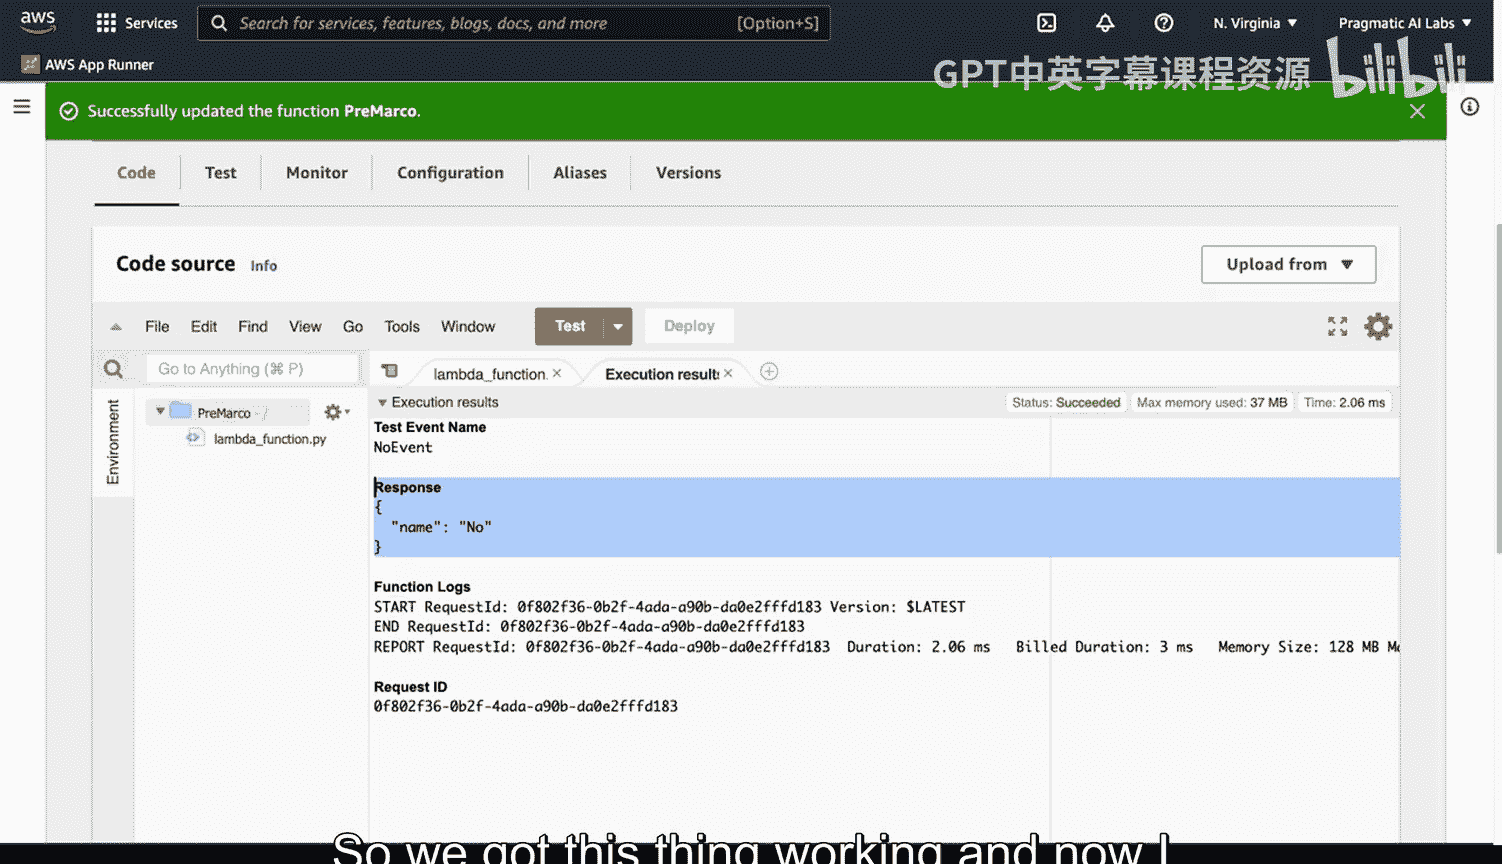 aws
Services
Search for services, features, blogs, docs, and more
[Option+S]
N. Virginia
Pragmatic AI Labs
AWS App Runner
GPT中英字幕课程资源
bilibili
Successfully updated the function PreMarco.
Code
Test
Monitor
Configuration
Aliases
Versions
Code source
Info
Upload from
File
Edit
Find
View
Go
Tools
Window
Test
Deploy
Go to Anything (⌘ P)
lambda_function.
Execution results
Environment
PreMarco - /
lambda_function.py
Execution results
Status: Succeeded
Max memory used: 37 MB
Time: 2.06 ms
Test Event Name
NoEvent
Response
{
"name": "No"
}
Function Logs
START RequestId: 0f802f36-0b2f-4ada-a90b-da0e2fffd183 Version: $LATEST
END RequestId: 0f802f36-0b2f-4ada-a90b-da0e2fffd183
REPORT RequestId: 0f802f36-0b2f-4ada-a90b-da0e2fffd183 Duration: 2.06 ms Billed Duration: 3 ms Memory Size: 128 MB
Request ID
0f802f36-0b2f-4ada-a90b-da0e2fffd183
So we got this thing working and now I